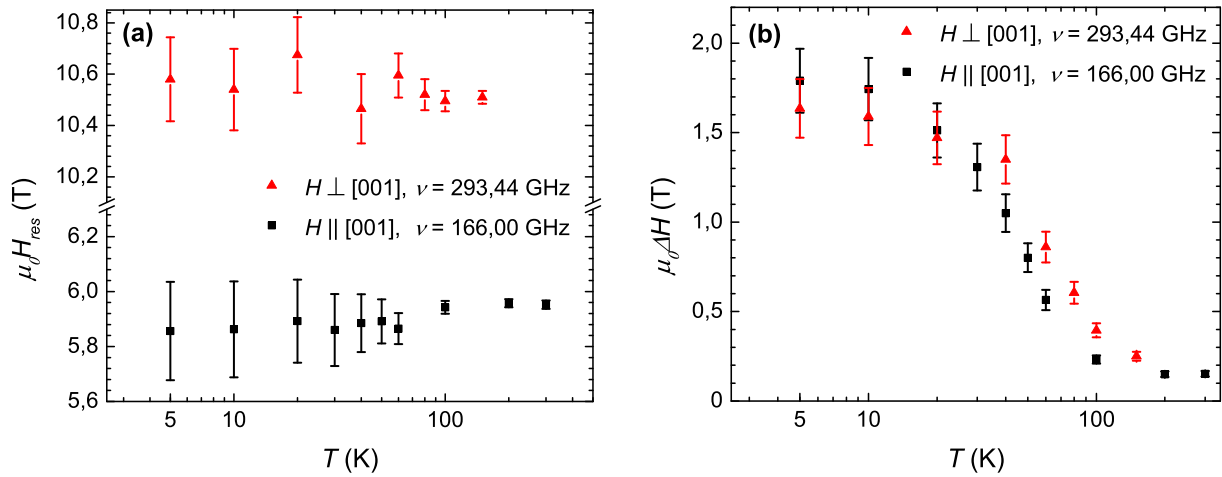 (a)
10,8
10,6
10,4
10,2
6,2
6,0
5,8
5,6
μ₀H_res (T)
H ⊥ [001], ν = 293,44 GHz
H || [001], ν = 166,00 GHz
5 10 100
T (K)
(b)
2,0
1,5
1,0
0,5
0
μ₀ΔH (T)
H ⊥ [001], ν = 293,44 GHz
H || [001], ν = 166,00 GHz
5 10 100
T (K)